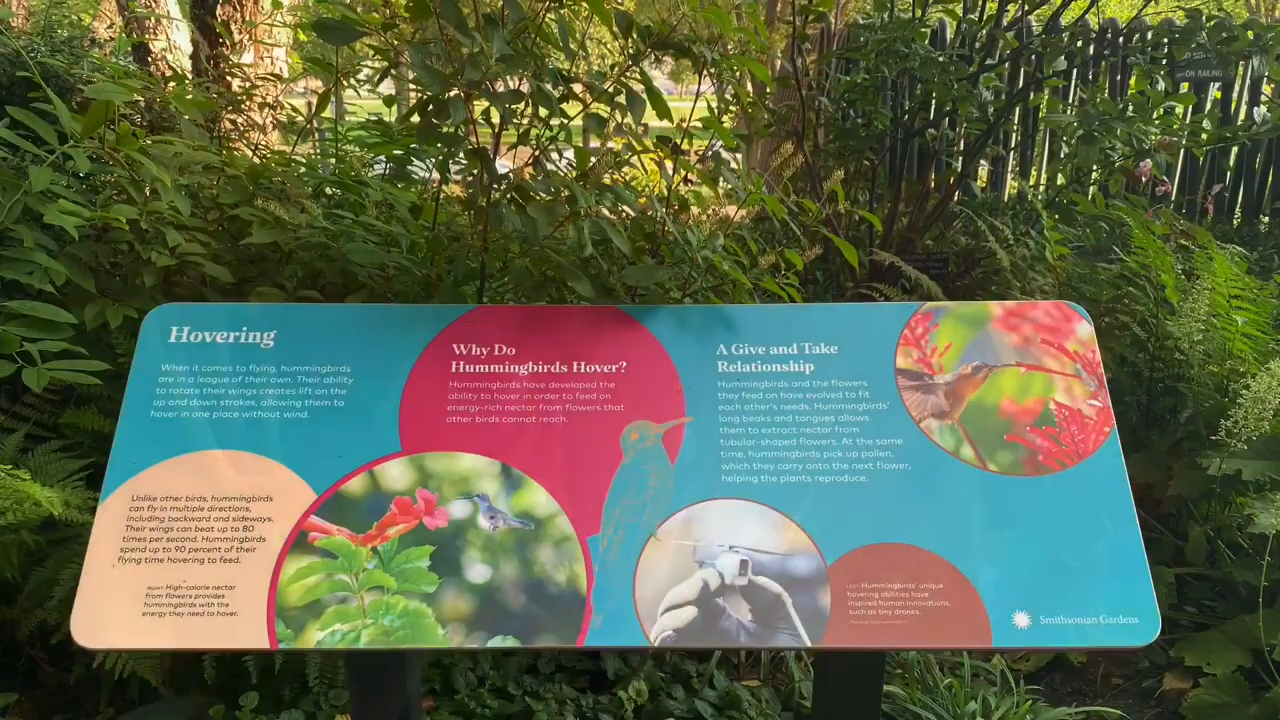 ON RAILING
Hovering
When it comes to flying, hummingbirds
are in a league of their own. Their ability
to rotate their wings creates lift on the
up and down strokes, allowing them to
hover in one place without wind.
Why Do
Hummingbirds Hover?
Hummingbirds have developed the
ability to hover in order to feed on
energy-rich nectar from flowers that
other birds cannot reach.
A Give and Take
Relationship
Hummingbirds and the flowers
they feed on have evolved to fit
each other's needs. Hummingbirds'
long beaks and tongues allows
them to extract nectar from
tubular-shaped flowers. At the same
time, hummingbirds pick up pollen,
which they carry onto the next flower,
helping the plants reproduce.
Unlike other birds, hummingbirds
can fly in multiple directions,
including backward and sideways.
Their wings can beat up to 80
times per second. Hummingbirds
spend up to 90 percent of their
flying time hovering to feed.
RIGHT High-calorie nectar
from flowers provides
hummingbirds with the
energy they need to hover.
LEFT Hummingbirds' unique
hovering abilities have
inspired human innovations,
such as tiny drones.
Smithsonian Gardens